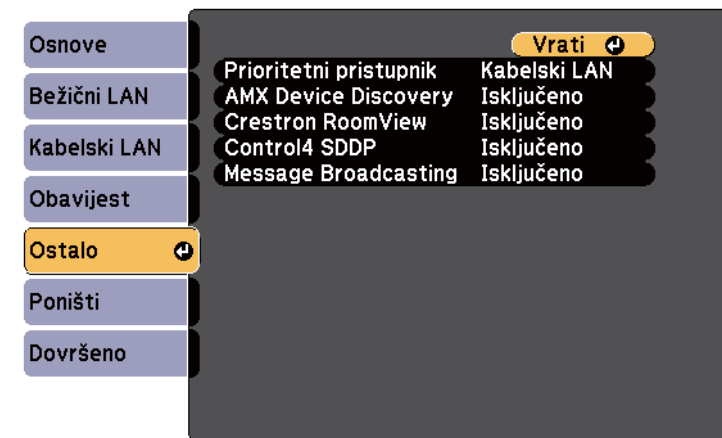 Osnove
Bežični LAN
Kabelski LAN
Obavijest
Ostalo
Poništi
Dovršeno
Vrati
Prioritetni pristupnik Kabelski LAN
AMX Device Discovery Isključeno
Crestron RoomView Isključeno
Control4 SDDP Isključeno
Message Broadcasting Isključeno